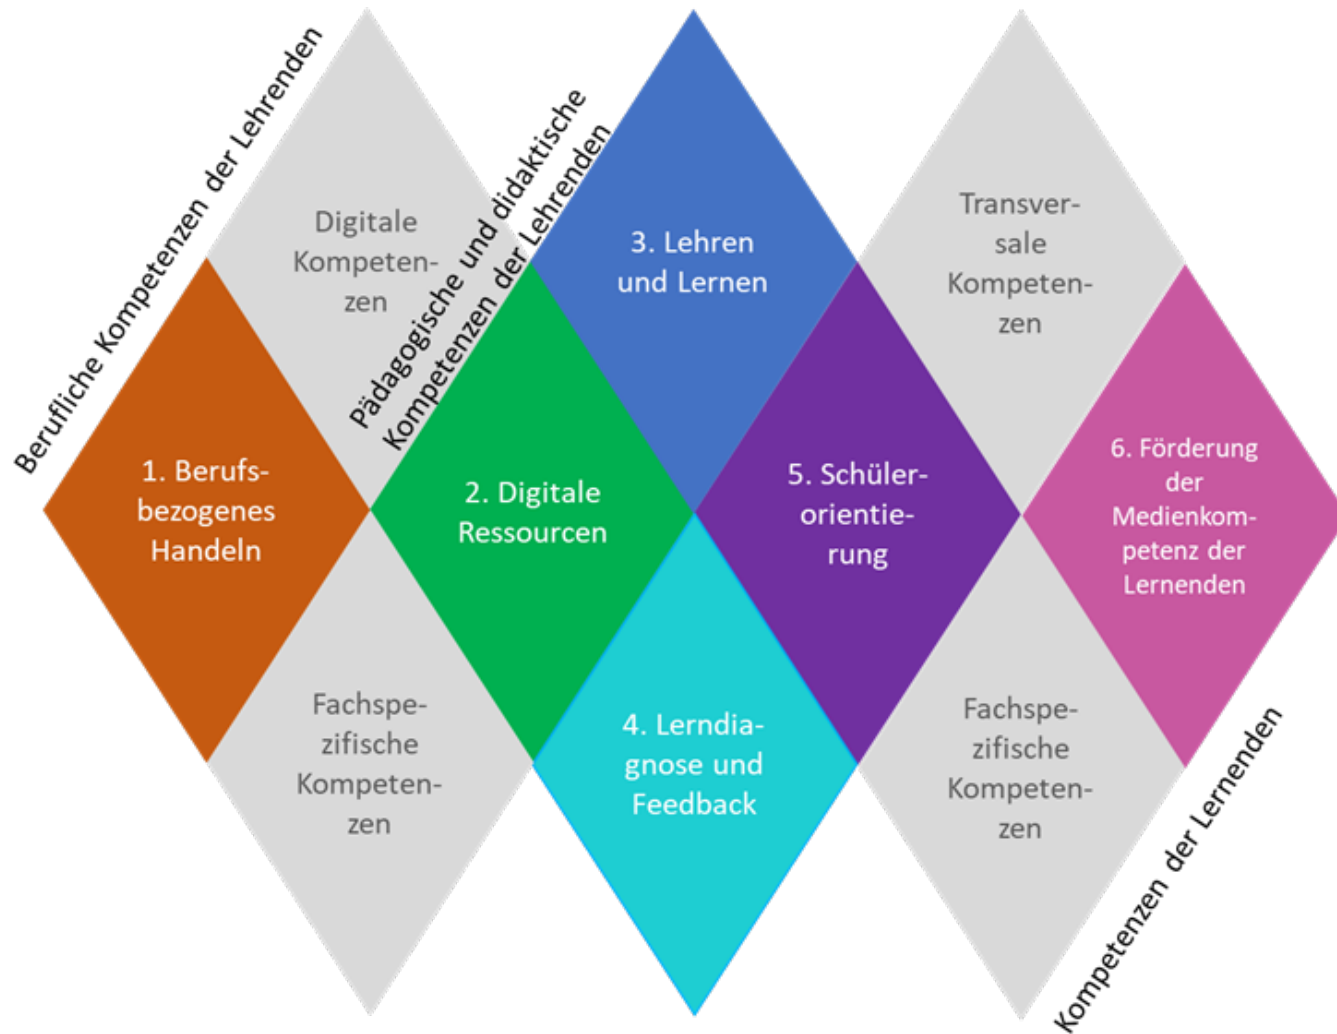 Berufliche Kompetenzen der Lehrenden
Digitale
Kompeten-
zen
Pädagogische und didaktische
Kompetenzen der Lehrenden
3. Lehren
und Lernen
Transver-
sale
Kompeten-
zen
1. Berufs-
bezogenes
Handeln
2. Digitale
Ressourcen
5. Schüler-
orientie-
rung
6. Förderung
der
Medienkom-
petenz der
Lernenden
Fachspe-
zifische
Kompeten-
zen
4. Lerndia-
gnose und
Feedback
Fachspe-
zifische
Kompeten-
zen
Kompetenzen der Lernenden